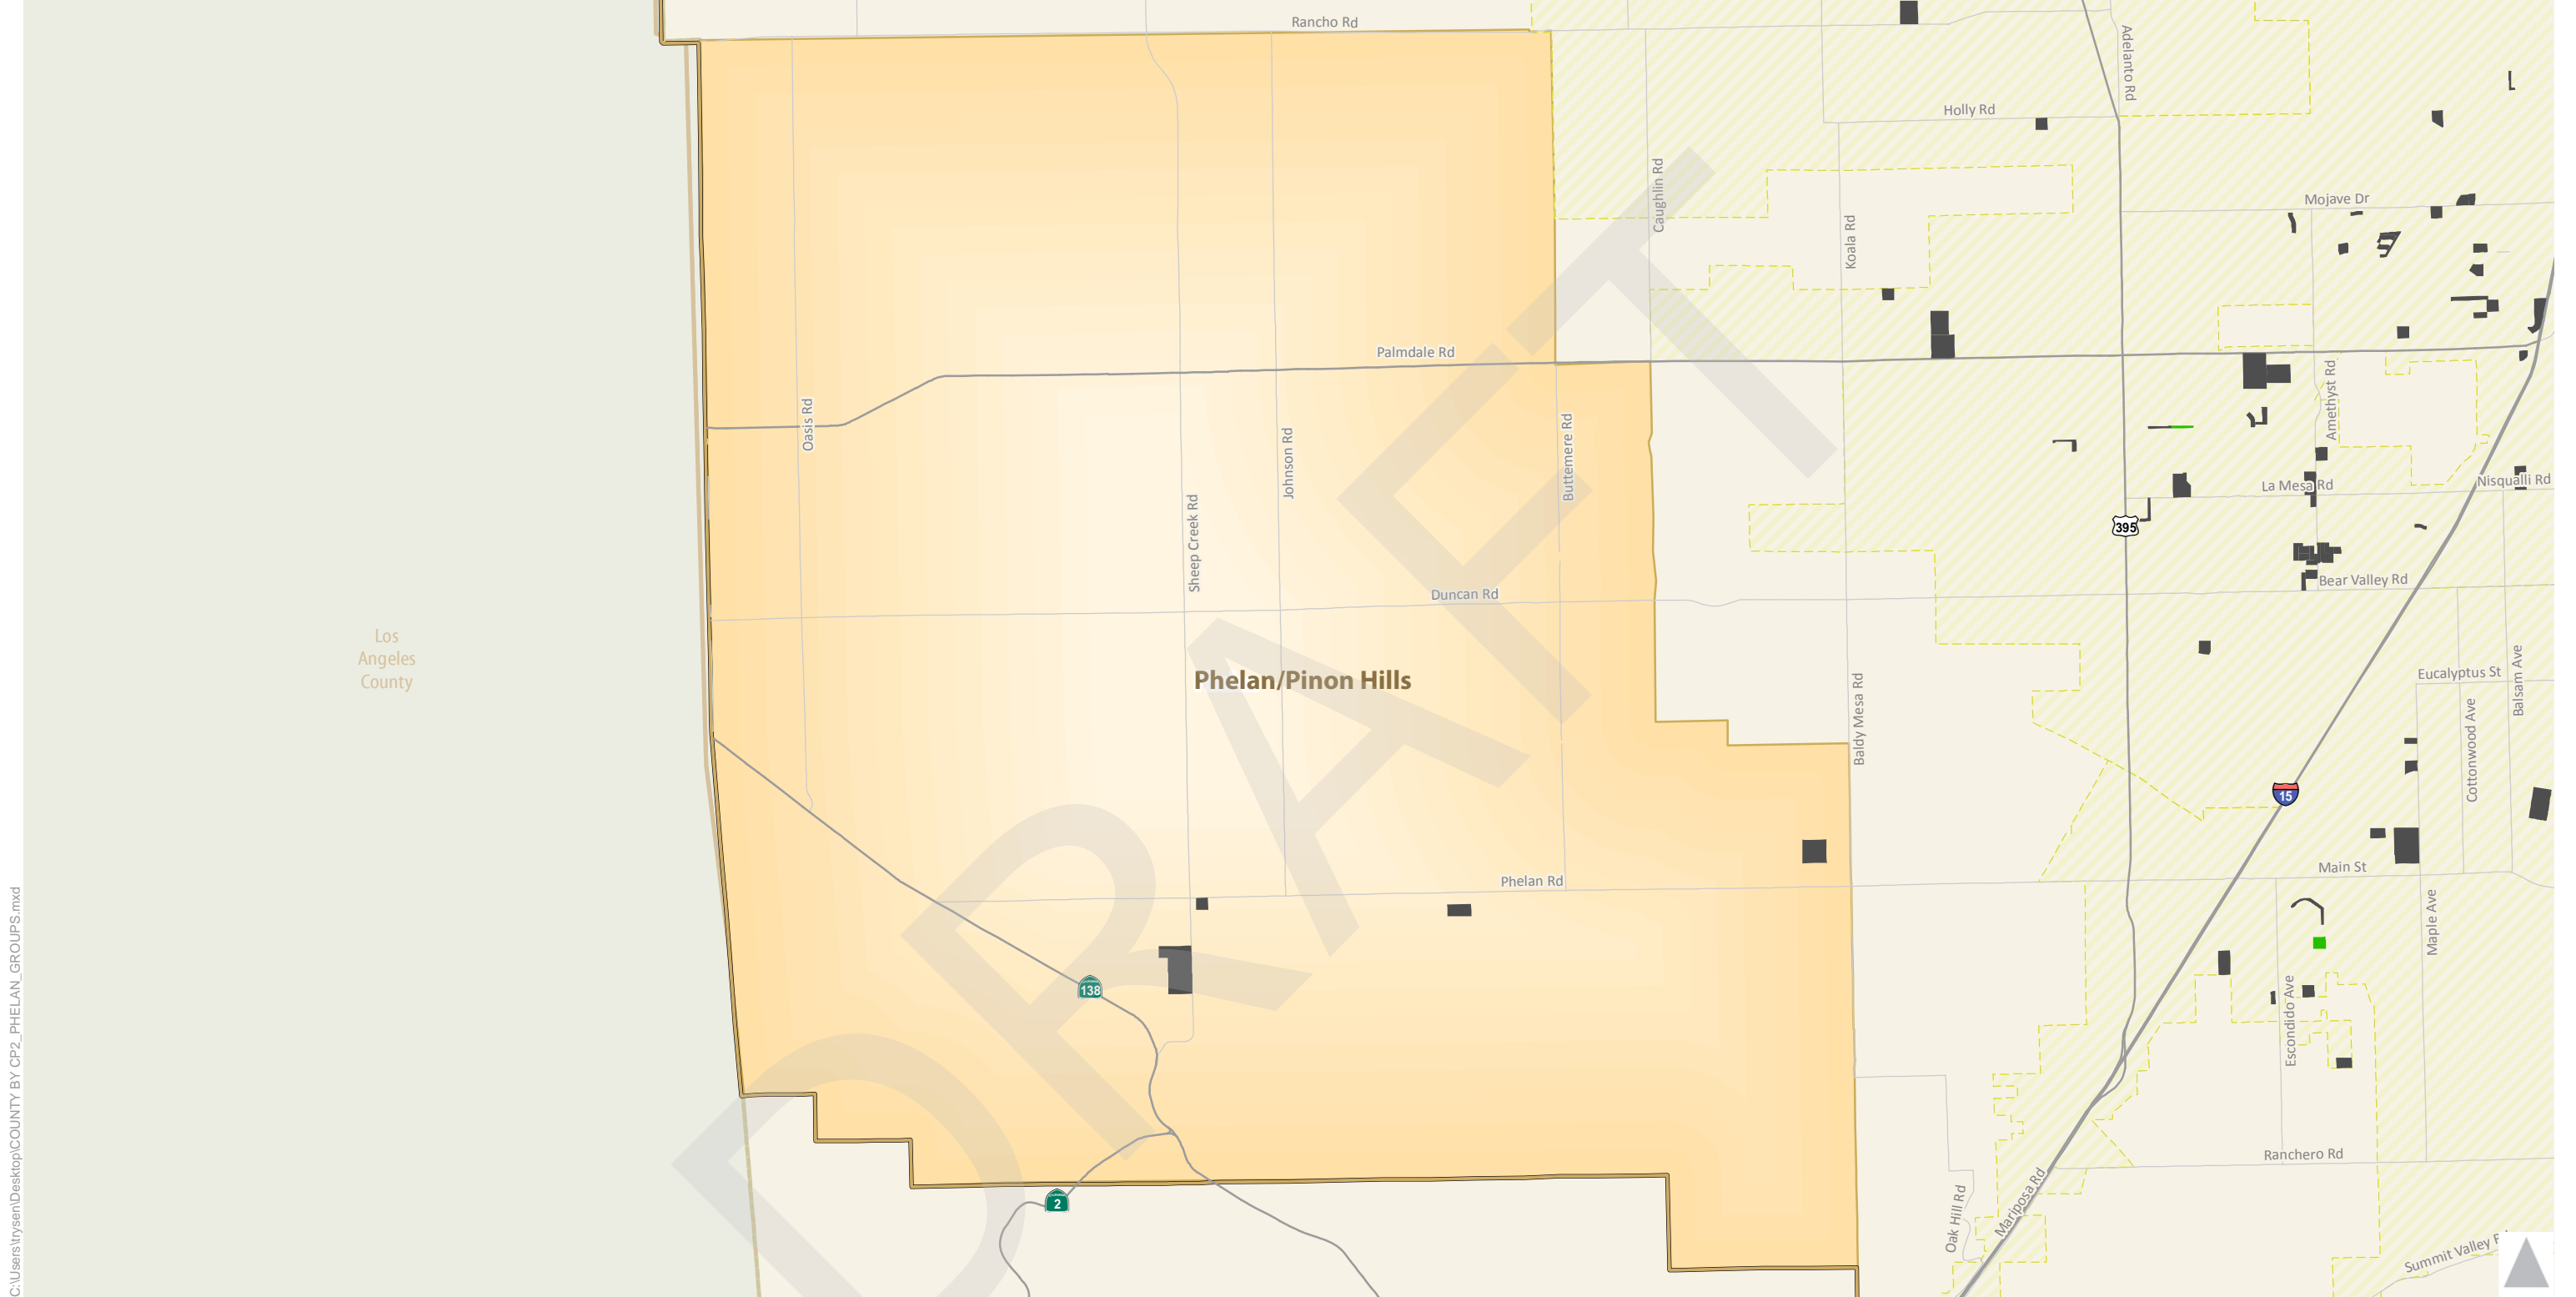 Rancho Rd
Adelanto Rd
Holly Rd
Caughlin Rd
Koala Rd
Mojave Dr
Palmdale Rd
Oasis Rd
Johnson Rd
Buttemere Rd
Amethyst Rd
Sheep Creek Rd
La Mesa Rd
Nisqualli Rd
395
Bear Valley Rd
Duncan Rd
Los
Angeles
County
Phelan/Pinon Hills
Baldy Mesa Rd
Eucalyptus St
Balsam Ave
Cottonwood Ave
15
Main St
Phelan Rd
Maple Ave
138
Escondido Ave
Ranchero Rd
2
Oak Hill Rd
Mariposa Rd
Summit Valley
DRAFT
C:\Users\trysen\Desktop\COUNTY BY CP2_PHELAN_GROUPS.mxd